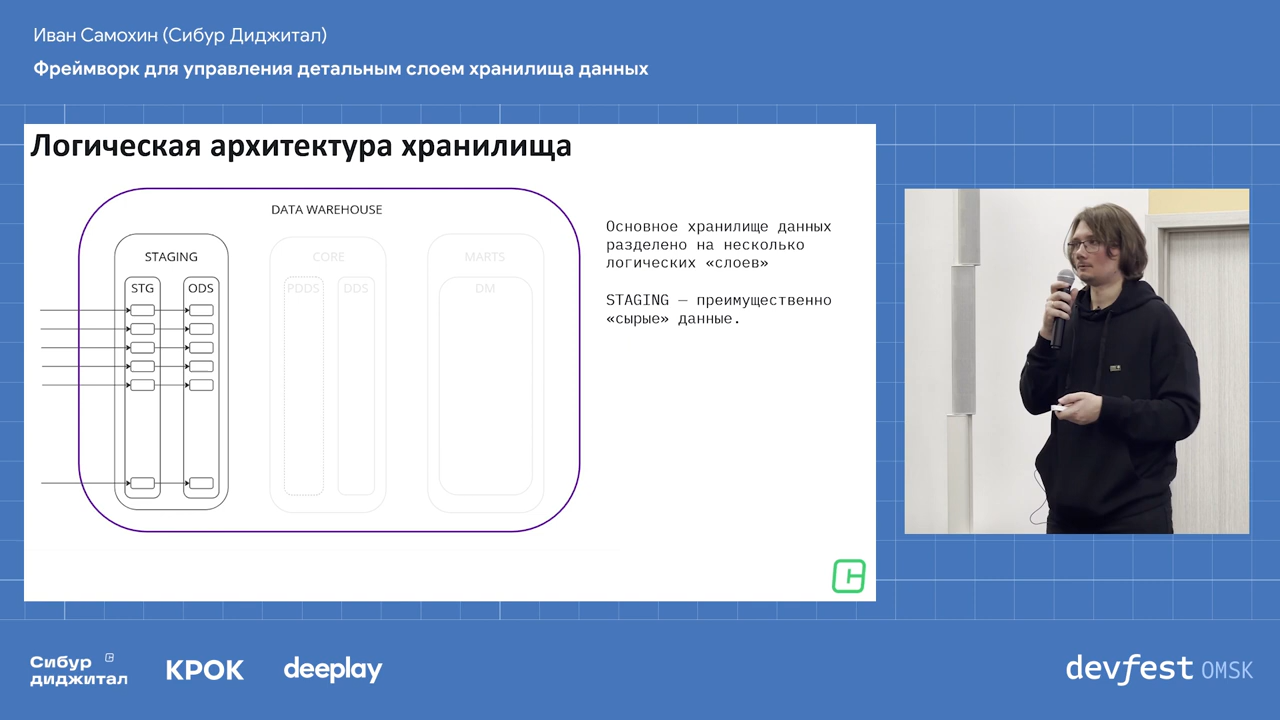 Иван Самохин (Сибур Диджитал)
Фреймворк для управления детальным слоем хранилища данных
Логическая архитектура хранилища
DATA WAREHOUSE
STAGING
CORE
MARTS
STG
ODS
PDDS
DDS
DM
Основное хранилище данных
разделено на несколько
логических «слоев»
STAGING – преимущественно
«сырые» данные.
Сибур
диджитал
КРОК
deeplay
devfest OMSK